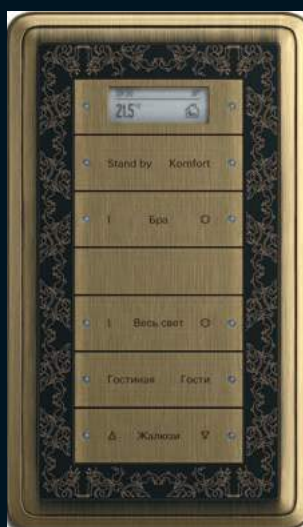 21.5°C
Stand by Komfort
I Бра O
I Весь свет O
Гостиная Гости
Δ Жалюзи ∇